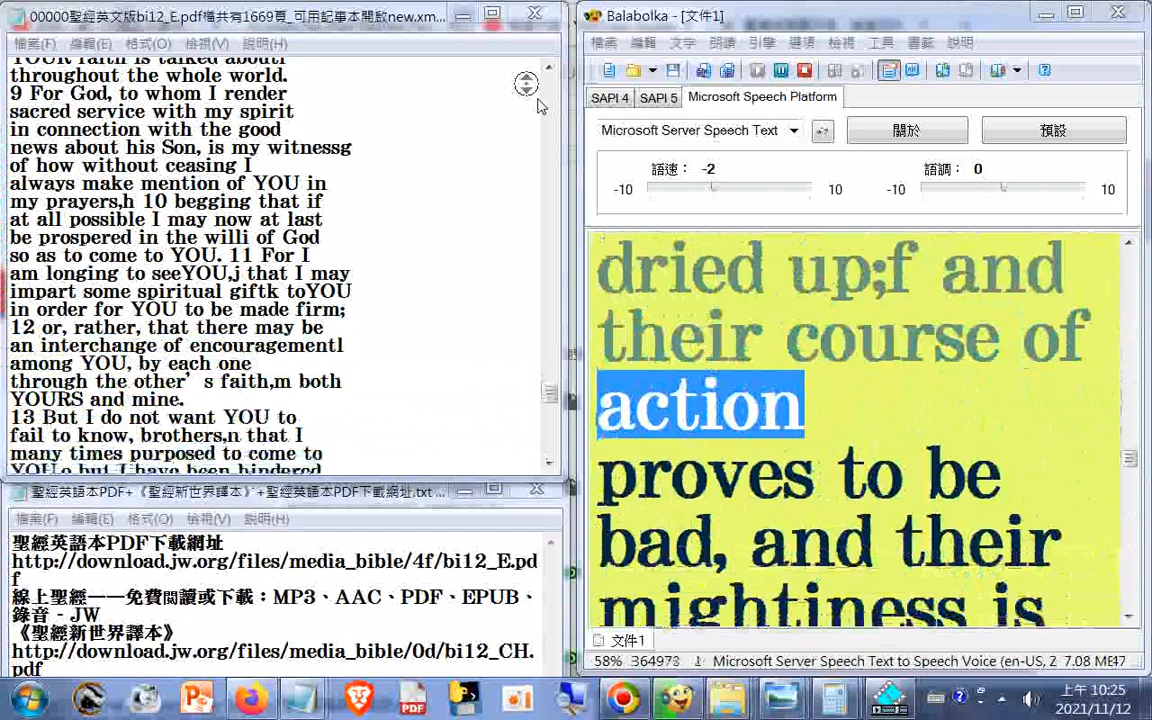 00000聖經英文版bi12_E.pdf檔共有1669頁_可用記事本開啟new.xm...
檔案(F) 編輯(E) 格式(O) 檢視(V) 說明(H)
YOUR faith is talked aboutf
throughout the whole world.
9 For God, to whom I render
sacred service with my spirit
in connection with the good
news about his Son, is my witnessg
of how without ceasing I
always make mention of YOU in
my prayers,h 10 begging that if
at all possible I may now at last
be prospered in the willi of God
so as to come to YOU. 11 For I
am longing to seeYOU,j that I may
impart some spiritual giftk toYOU
in order for YOU to be made firm;
12 or, rather, that there may be
an interchange of encouragementl
among YOU, by each one
through the other's faith,m both
YOURS and mine.
13 But I do not want YOU to
fail to know, brothers,n that I
many times purposed to come to
YOU,o but I have been hindered
聖經英語本PDF+《聖經新世界譯本》+聖經英語本PDF下載網址.txt ...
檔案(F) 編輯(E) 格式(O) 檢視(V) 說明(H)
聖經英語本PDF下載網址
http://download.jw.org/files/media_bible/4f/bi12_E.pd
f
線上聖經——免費閱讀或下載：MP3、AAC、PDF、EPUB、
錄音 - JW
《聖經新世界譯本》
http://download.jw.org/files/media_bible/0d/bi12_CH.
pdf
Balabolka - [文件1]
檔案 編輯 文字 朗讀 引擎 選項 檢視 工具 書籤 說明
SAPI 4 SAPI 5 Microsoft Speech Platform
Microsoft Server Speech Text 關於 預設
語速： -2 語調： 0
-10 10 -10 10
dried up;f and
their course of
action
proves to be
bad, and their
mightiness is
文件1
58% Microsoft Server Speech Text to Speech Voice (en-US, Z 7.08 ME
上午 10:25
2021/11/12